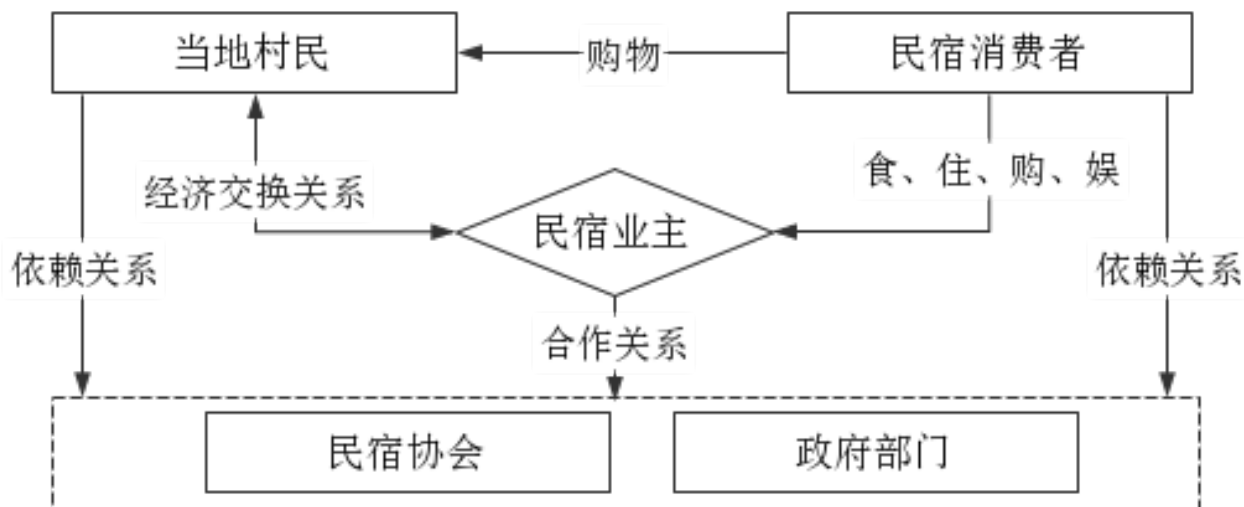 当地村民
购物
民宿消费者
食、住、购、娱
经济交换关系
民宿业主
依赖关系
依赖关系
合作关系
民宿协会
政府部门